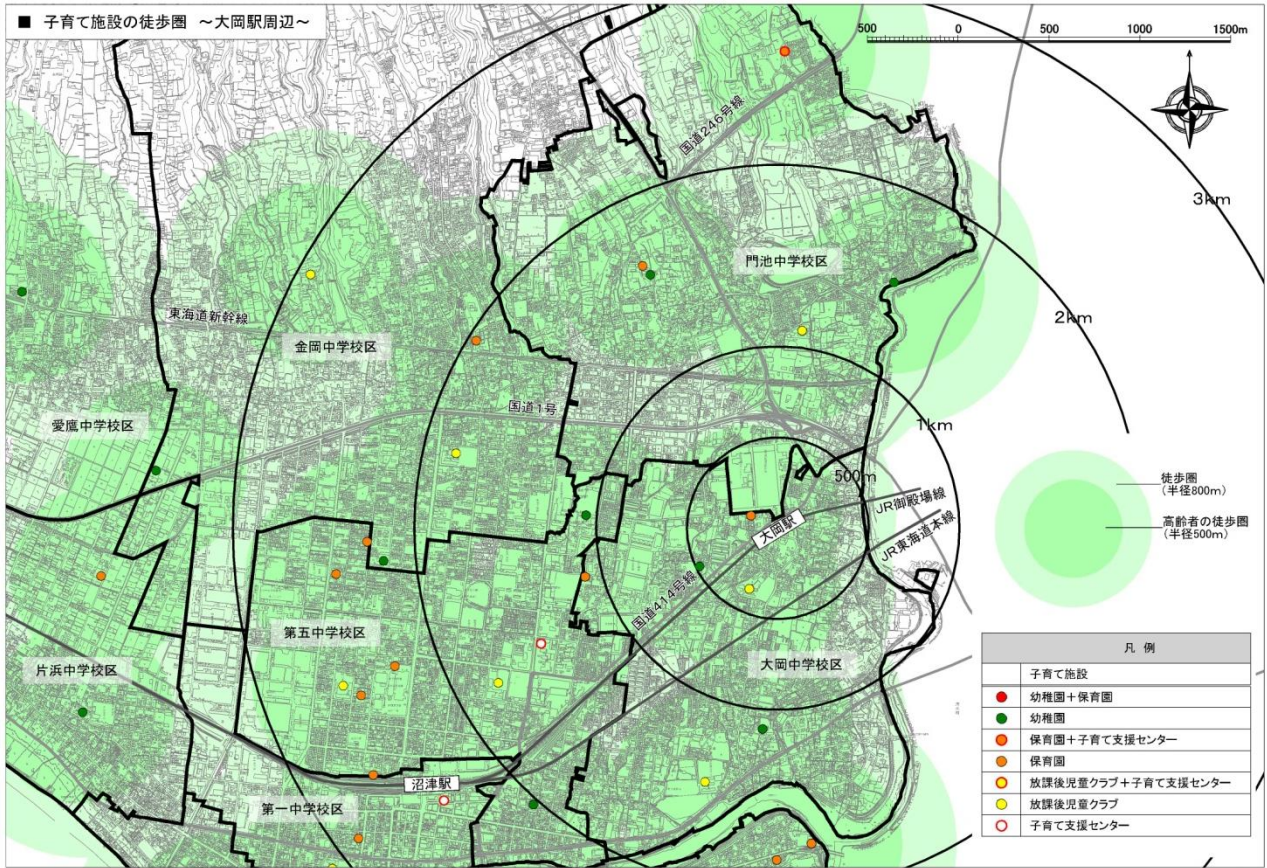 ■ 子育て施設の徒歩圏 ～大岡駅周辺～
500 0 500 1000 1500m
国道246号線
3km
門池中学校区
2km
東海道新幹線
金岡中学校区
国道1号
愛鷹中学校区
1km
500m
徒歩圏
(半径800m)
JR御殿場線
大岡駅
高齢者の徒歩圏
(半径500m)
JR東海道本線
国道414号線
第五中学校区
大岡中学校区
片浜中学校区
沼津駅
第一中学校区
凡 例
子育て施設
幼稚園+保育園
幼稚園
保育園+子育て支援センター
保育園
放課後児童クラブ+子育て支援センター
放課後児童クラブ
子育て支援センター